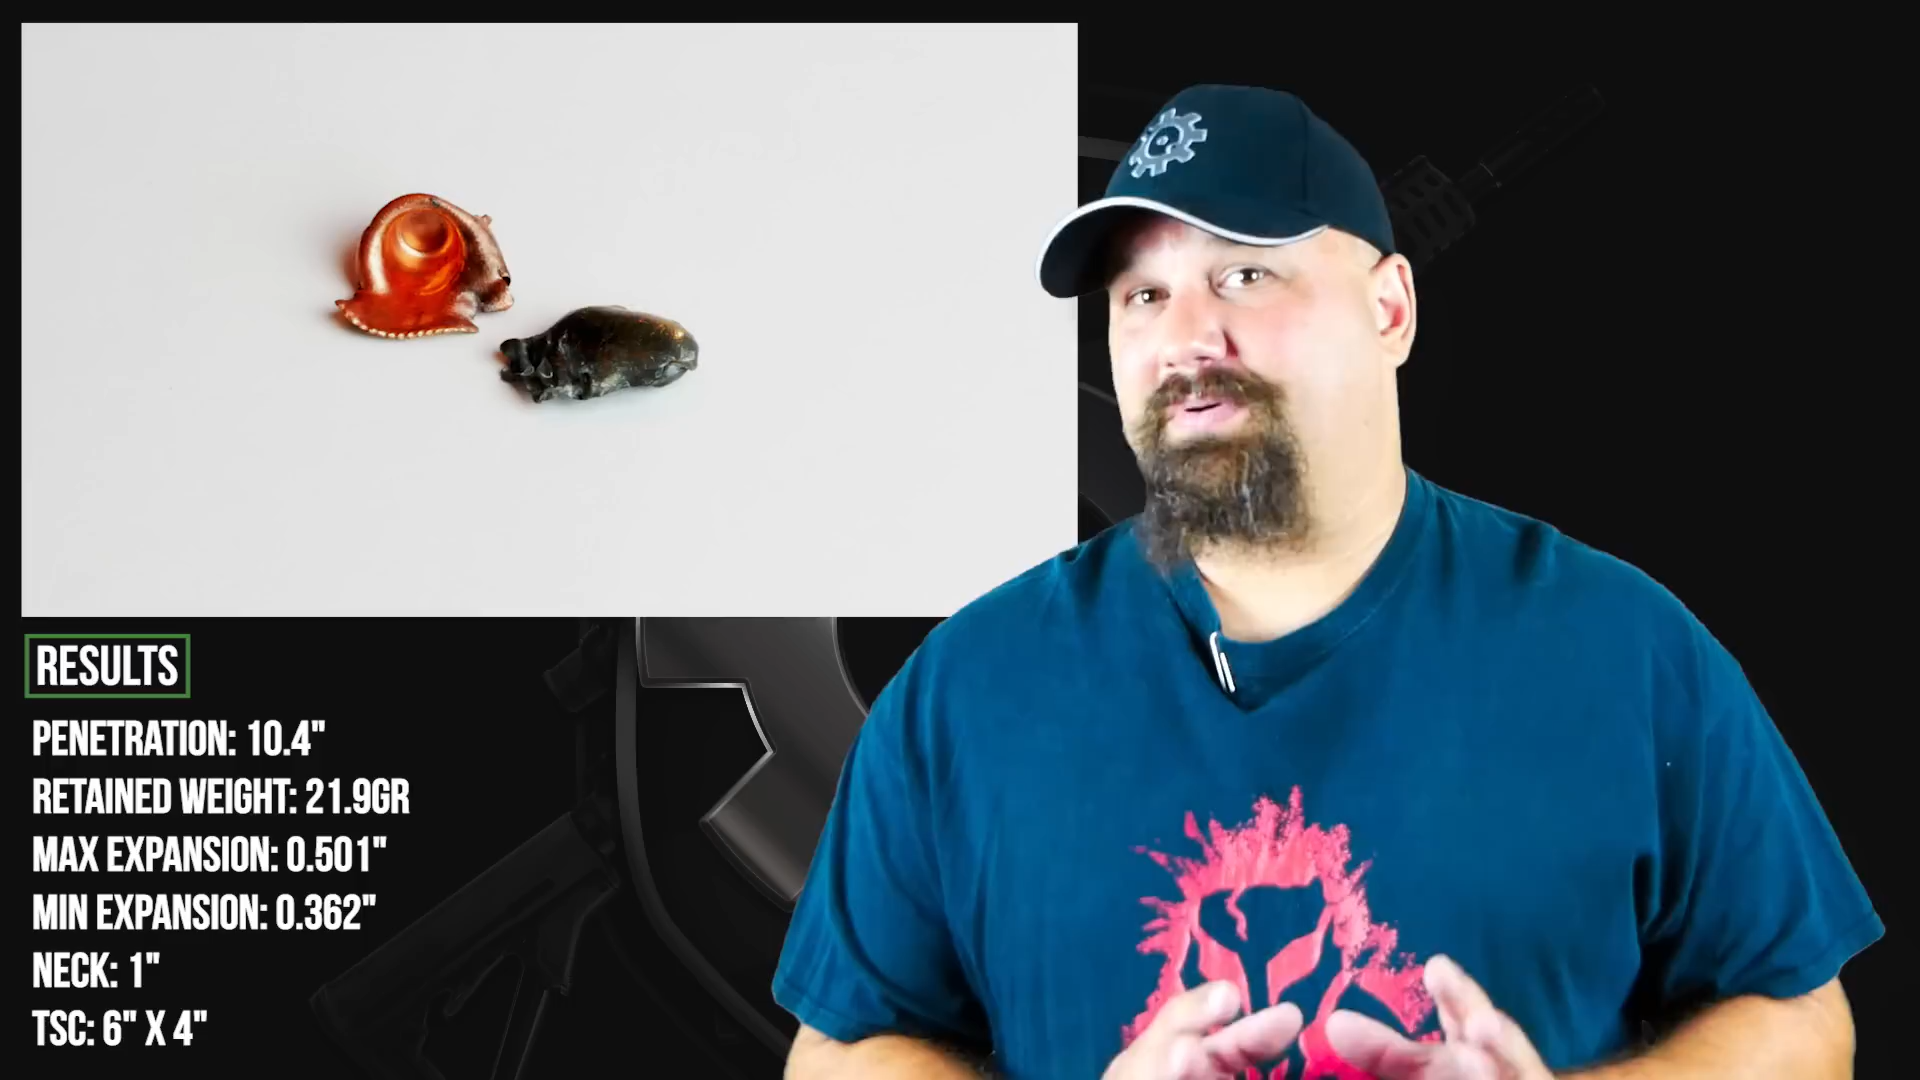 RESULTS
PENETRATION: 10.4"
RETAINED WEIGHT: 21.9GR
MAX EXPANSION: 0.501"
MIN EXPANSION: 0.362"
NECK: 1"
TSC: 6" X 4"